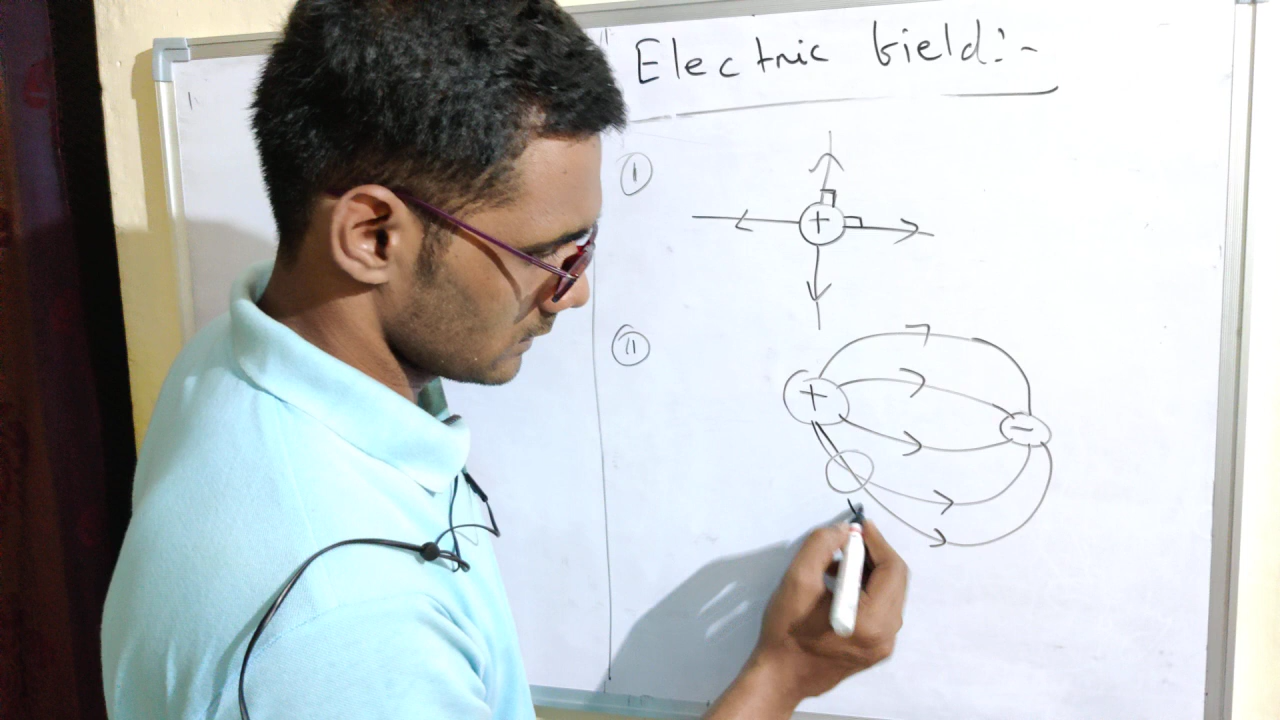 Electric field:-
(i)
+
(ii)
+ -